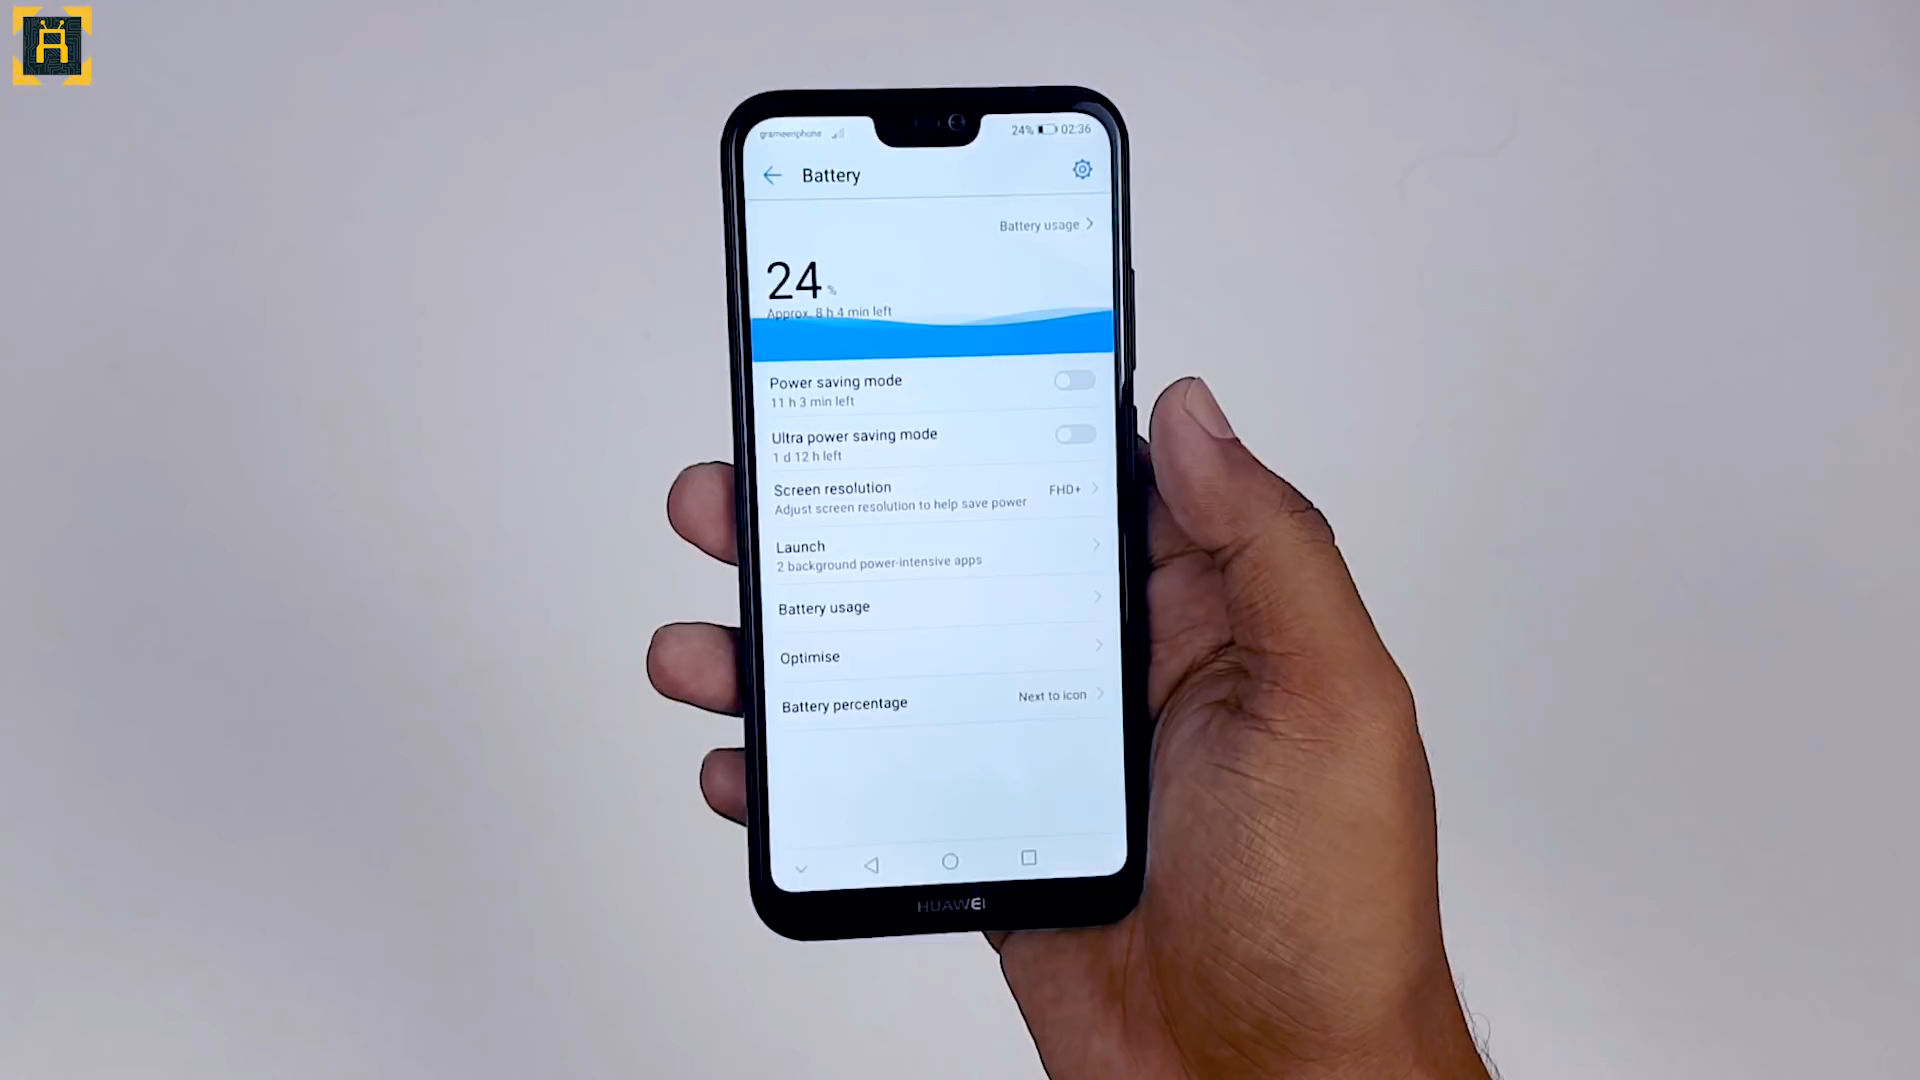 grameenphone 24% 02:36
Battery
Battery usage
24 %
Approx. 8 h 4 min left
Power saving mode
11 h 3 min left
Ultra power saving mode
1 d 12 h left
Screen resolution FHD+
Adjust screen resolution to help save power
Launch
2 background power-intensive apps
Battery usage
Optimise
Battery percentage Next to icon
HUAWEI